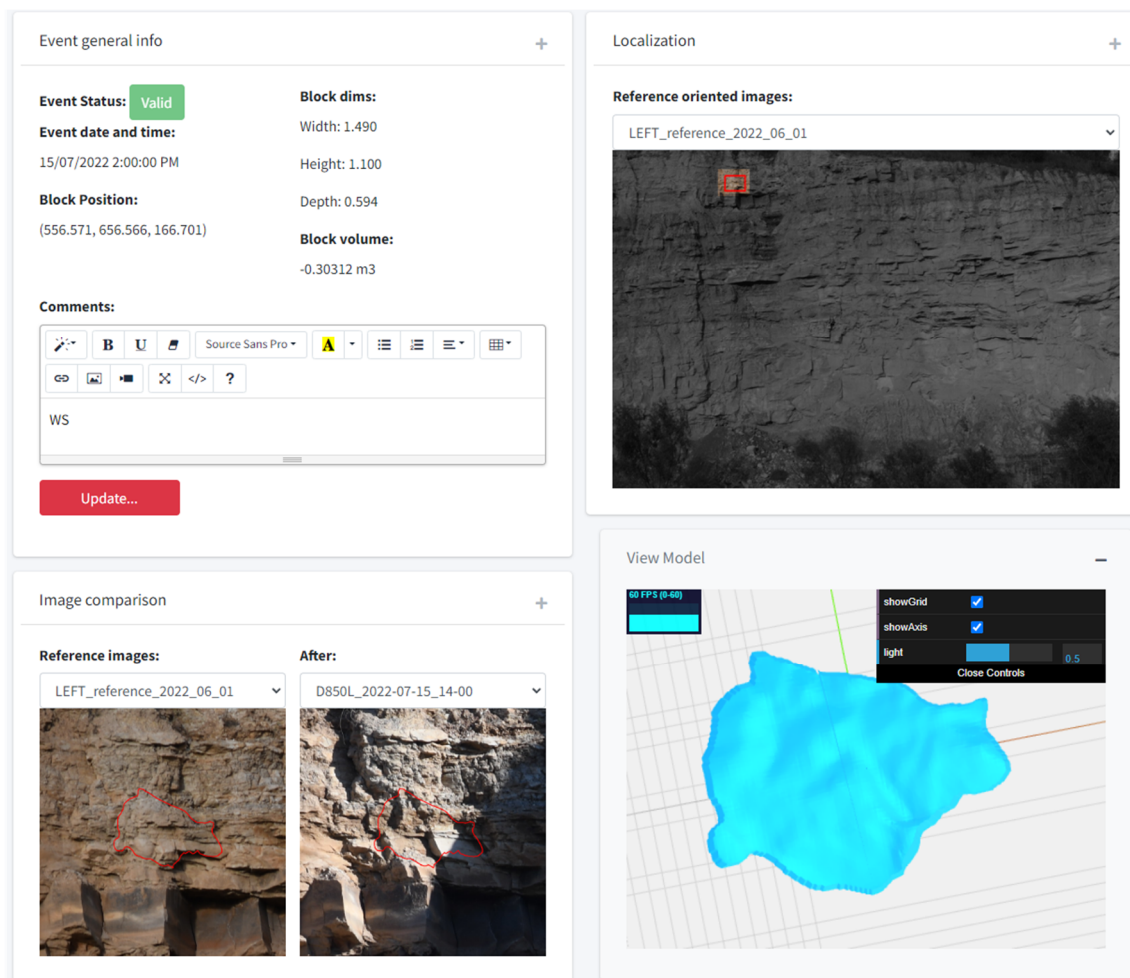 Event general info
Event Status: Valid
Event date and time:
15/07/2022 2:00:00 PM
Block Position:
(556.571, 656.566, 166.701)
Block dims:
Width: 1.490
Height: 1.100
Depth: 0.594
Block volume:
-0.30312 m3
Comments:
B U Source Sans Pro A
</> ?
WS
Update...
Localization
Reference oriented images:
LEFT_reference_2022_06_01
Image comparison
Reference images:
LEFT_reference_2022_06_01
After:
D850L_2022-07-15_14-00
View Model
60 FPS (0-60)
showGrid
showAxis
light 0.5
Close Controls